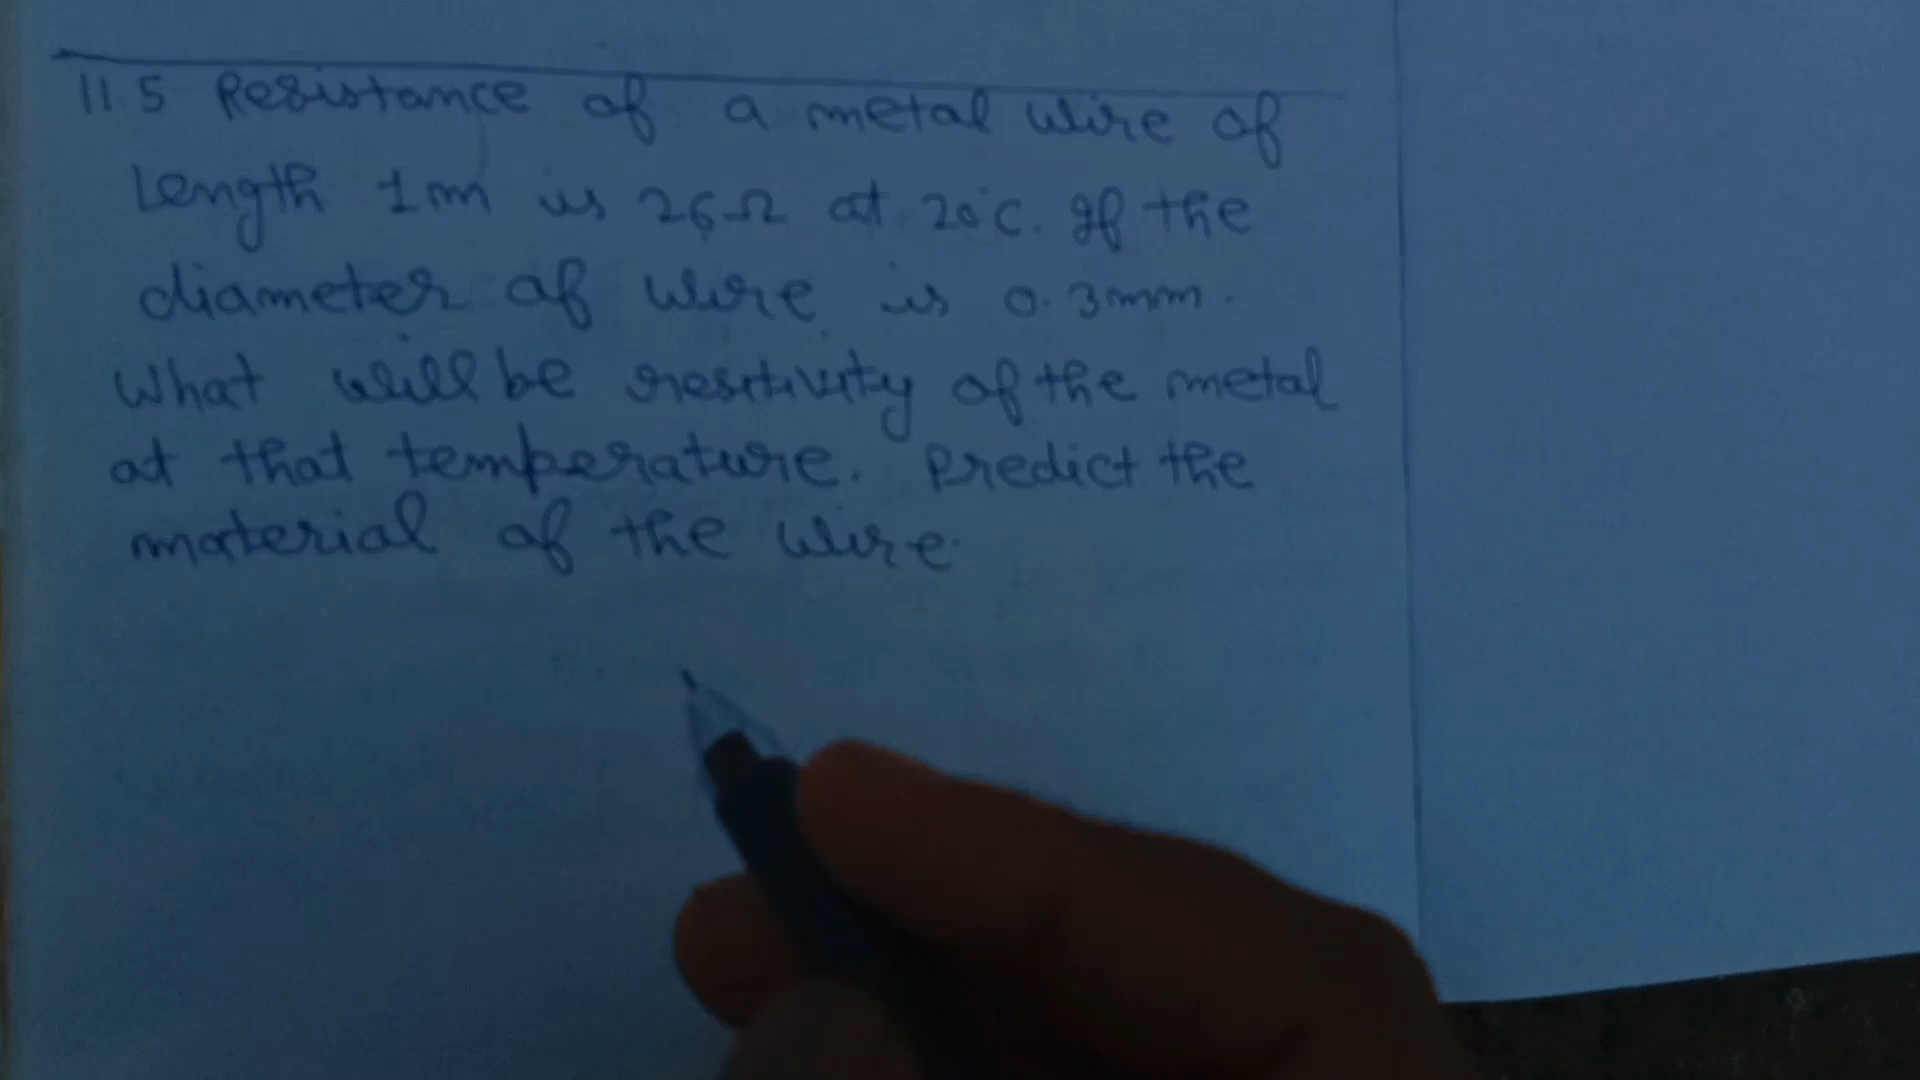 11.5 Resistance of a metal wire of
Length 1m is 26Ω at 20°C. If the
diameter of wire is 0.3mm.
What will be resitivity of the metal
at that temperature. Predict the
material of the wire.